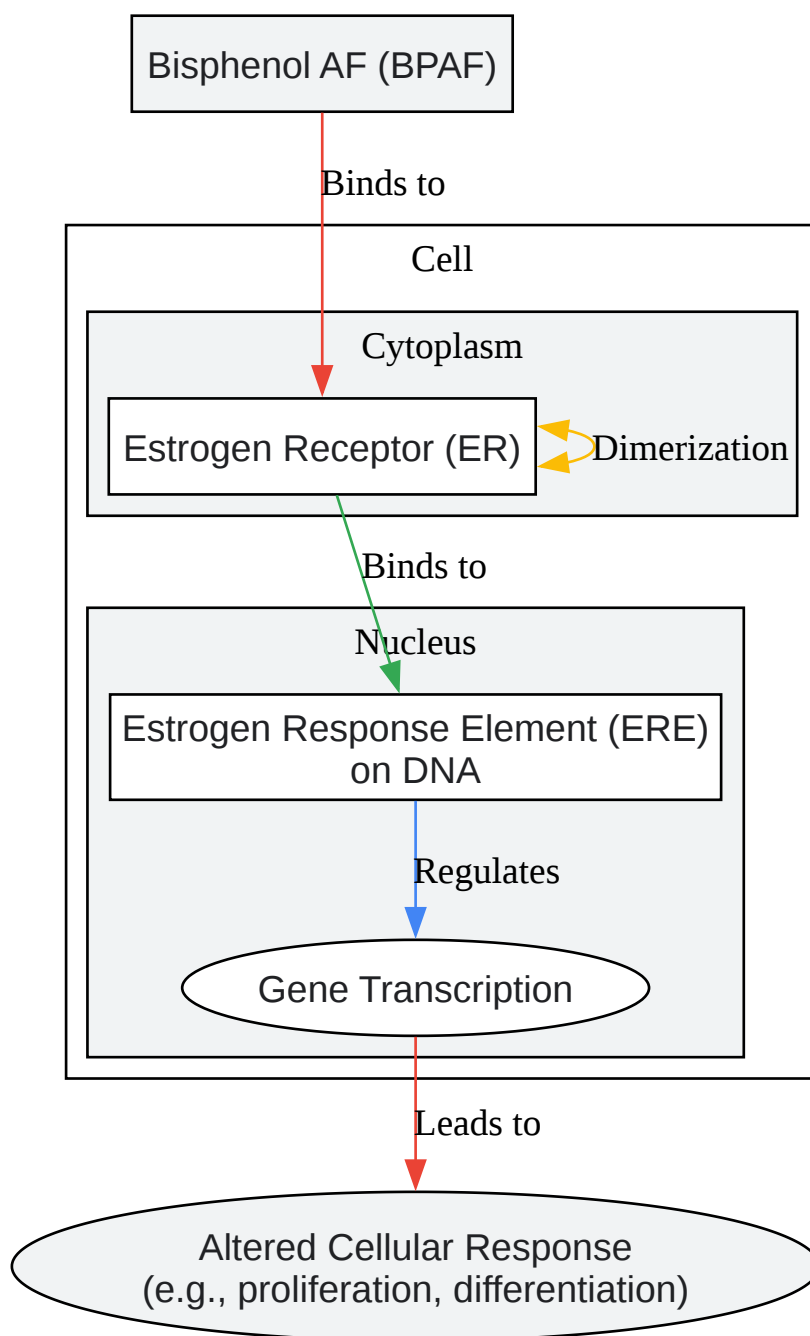 Bisphenol AF (BPAF)
Binds to
Cell
Cytoplasm
Estrogen Receptor (ER)
Dimerization
Binds to
Nucleus
Estrogen Response Element (ERE)
on DNA
Regulates
Gene Transcription
Leads to
Altered Cellular Response
(e.g., proliferation, differentiation)